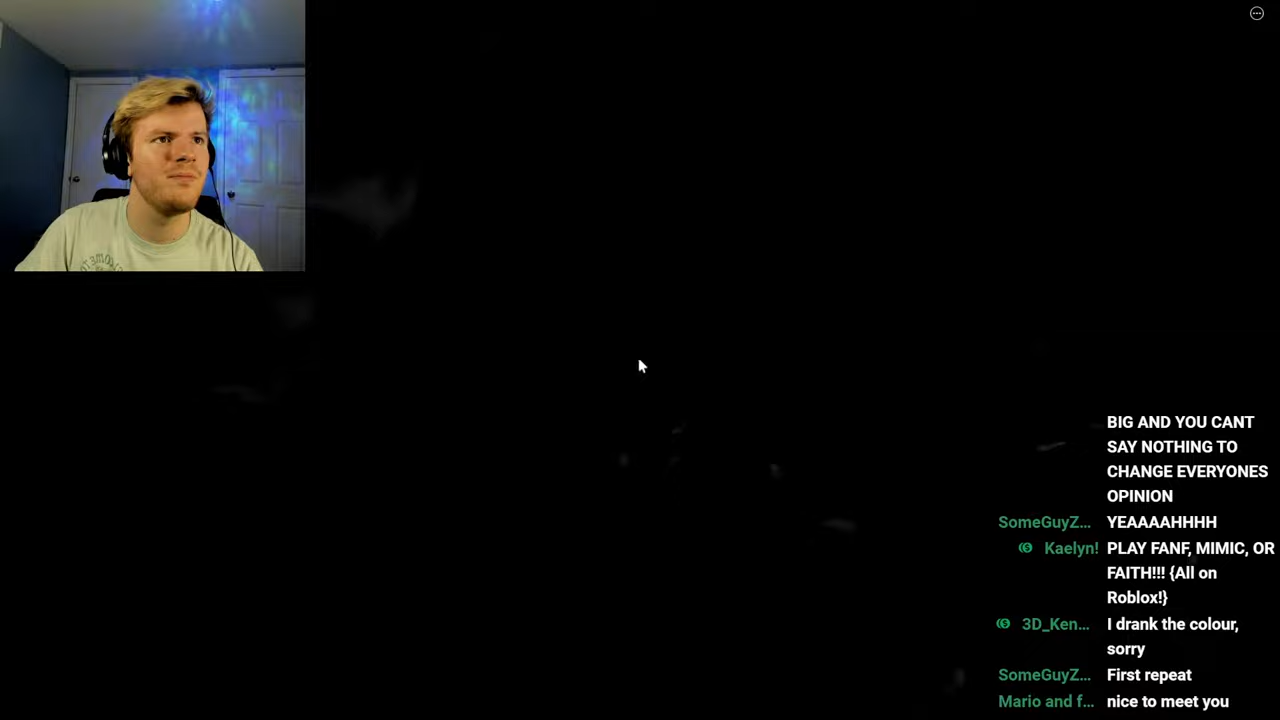 BIG AND YOU CANT
SAY NOTHING TO
CHANGE EVERYONES
OPINION
SomeGuyZ... YEAAAAHHHH
Kaelyn! PLAY FANF, MIMIC, OR
FAITH!!! {All on
Roblox!}
3D_Ken... I drank the colour,
sorry
SomeGuyZ... First repeat
Mario and f... nice to meet you